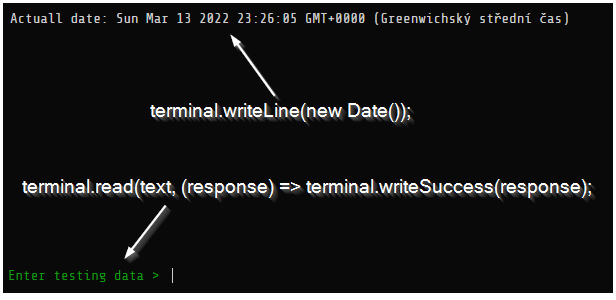 Actuall date: Sun Mar 13 2022 23:26:05 GMT+0000 (Greenwichský střední čas)
terminal.writeLine(new Date());
terminal.read(text, (response) => terminal.writeSuccess(response);
Enter testing data >